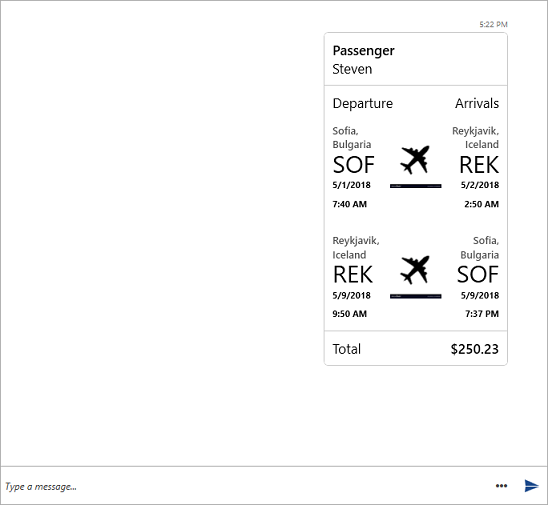 5:22 PM
Passenger
Steven
Departure Arrivals
Sofia, Reykjavik,
Bulgaria Iceland
SOF REK
5/1/2018 5/2/2018
7:40 AM 2:50 AM
Reykjavik, Sofia,
Iceland Bulgaria
REK SOF
5/9/2018 5/9/2018
9:50 AM 7:37 PM
Total $250.23
Type a message...